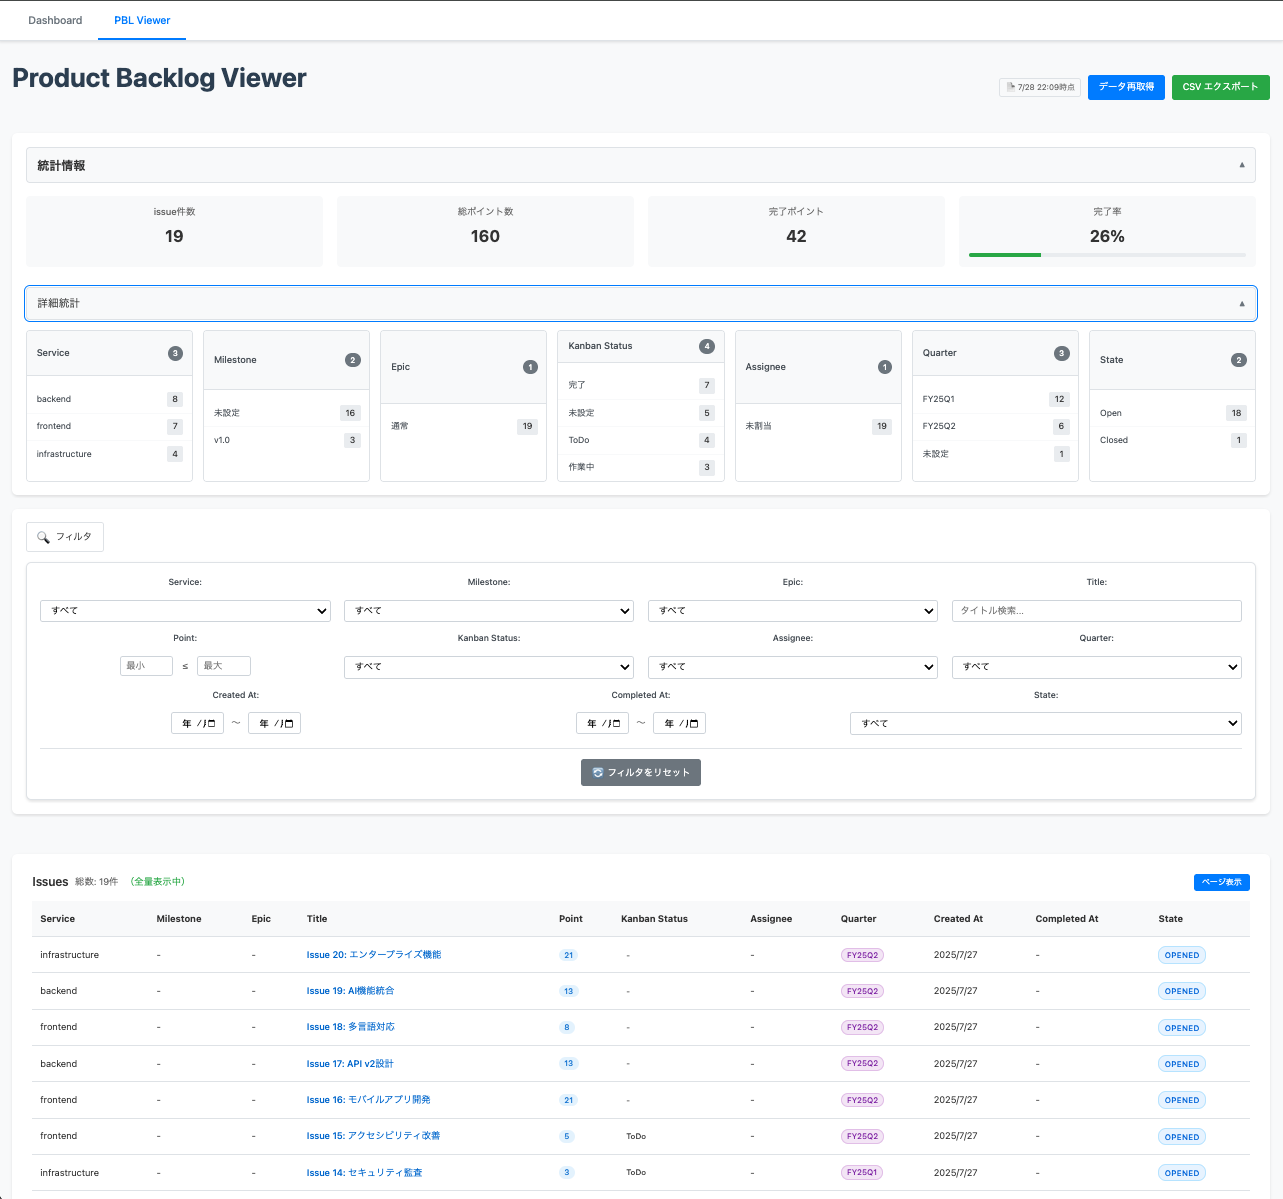 Dashboard PBL Viewer
Product Backlog Viewer
7/28 22:09時点 データ再取得 CSV エクスポート
統計情報 ▲
issue件数 総ポイント数 完了ポイント 完了率
19 160 42 26%
詳細統計 ▲
Service 3
backend 8
frontend 7
infrastructure 4
Milestone 2
未設定 16
v1.0 3
Epic 1
通常 19
Kanban Status 4
完了 7
未設定 5
ToDo 4
作業中 3
Assignee 1
未割当 19
Quarter 3
FY25Q1 12
FY25Q2 6
未設定 1
State 2
Open 18
Closed 1
フィルタ
Service: Milestone: Epic: Title:
すべて すべて すべて タイトル検索...
Point: Kanban Status: Assignee: Quarter:
最小 ≤ 最大 すべて すべて すべて
Created At: Completed At: State:
年 /月 〜 年 /月 年 /月 〜 年 /月 すべて
フィルタをリセット
Issues 総数: 19件 （全量表示中） ページ表示
Service Milestone Epic Title Point Kanban Status Assignee Quarter Created At Completed At State
infrastructure - - Issue 20: エンタープライズ機能 21 - - FY25Q2 2025/7/27 - OPENED
backend - - Issue 19: AI機能統合 13 - - FY25Q2 2025/7/27 - OPENED
frontend - - Issue 18: 多言語対応 8 - - FY25Q2 2025/7/27 - OPENED
backend - - Issue 17: API v2設計 13 - - FY25Q2 2025/7/27 - OPENED
frontend - - Issue 16: モバイルアプリ開発 21 - - FY25Q2 2025/7/27 - OPENED
frontend - - Issue 15: アクセシビリティ改善 5 ToDo - FY25Q2 2025/7/27 - OPENED
infrastructure - - Issue 14: セキュリティ監査 3 ToDo - FY25Q1 2025/7/27 - OPENED